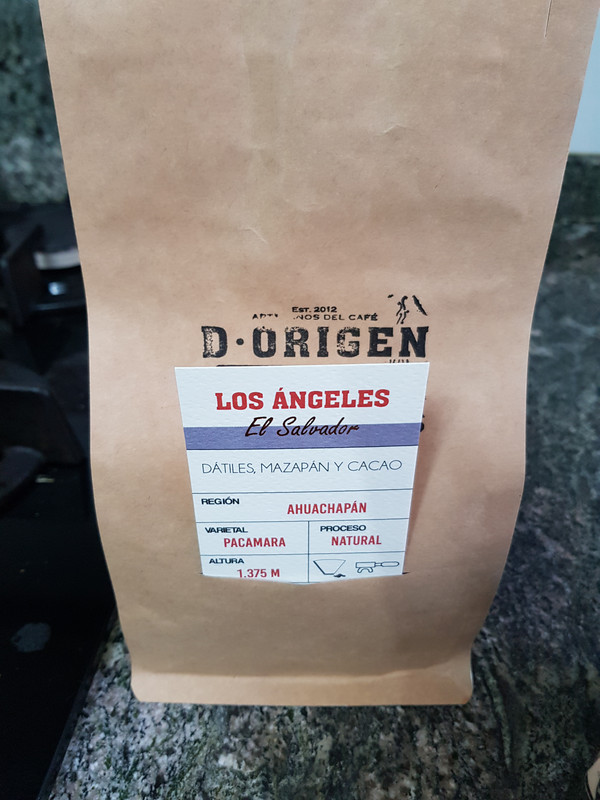 Est. 2012
NOS DEL CAFÉ
D·ORIGEN
LOS ÁNGELES
El Salvador
DÁTILES, MAZAPÁN Y CACAO
REGIÓN
AHUACHAPÁN
VARIETAL
PACAMARA
PROCESO
NATURAL
ALTURA
1.375 M